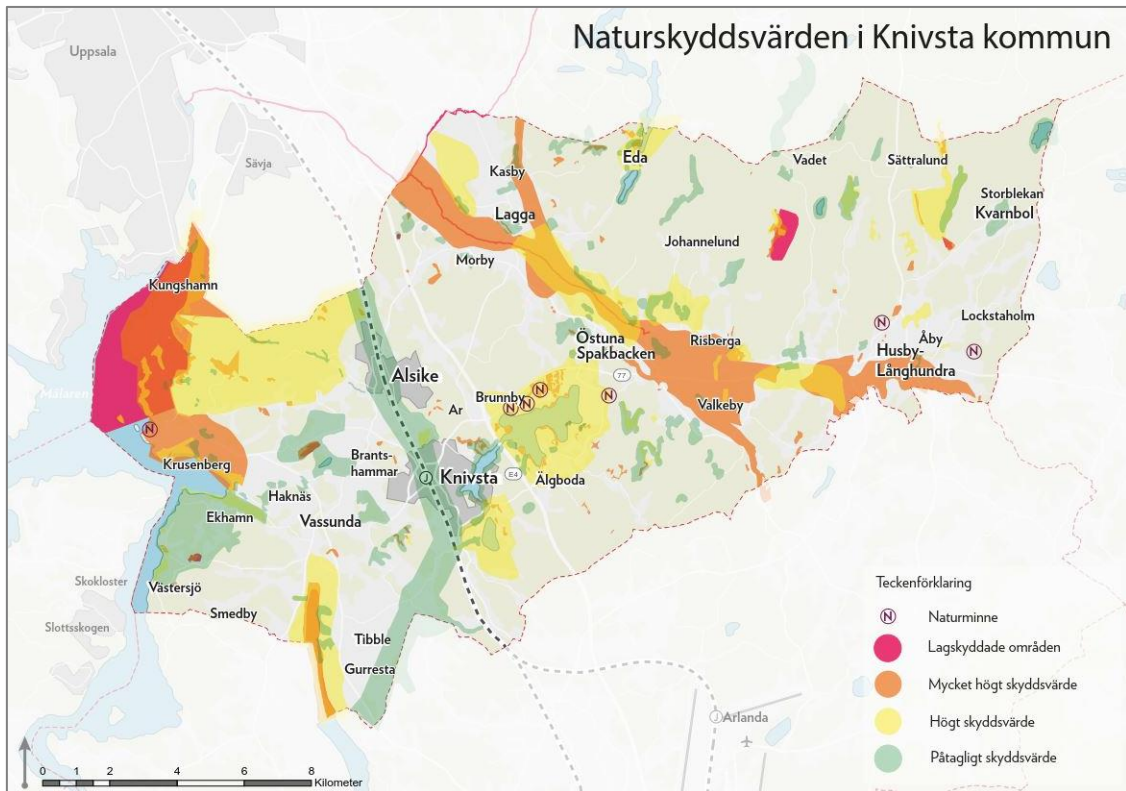 Naturskyddsvärden i Knivsta kommun
Uppsala
Sävja
Kasby
Eda
Vadet
Sättralund
Storblekan
Kvarnbol
Lagga
Johannelund
Morby
Kungshamn
Lockstaholm
Åby
Husby-
Långhundra
Risberga
Östuna
Spakbacken
77
Alsike
Mälaren
Brunnby
Valkeby
Ar
N
N
N
N
N
N
N
Krusenberg
Brants-
hammar
J
Knivsta
E4
Älgboda
Haknäs
Ekhamn
Vassunda
Skokloster
Västersjö
Slottsskogen
Smedby
Tibble
Gurresta
J Arlanda
Teckenförklaring
N Naturminne
Lagskyddade områden
Mycket högt skyddsvärde
Högt skyddsvärde
Påtagligt skyddsvärde
0 2 4 6 8
Kilometer